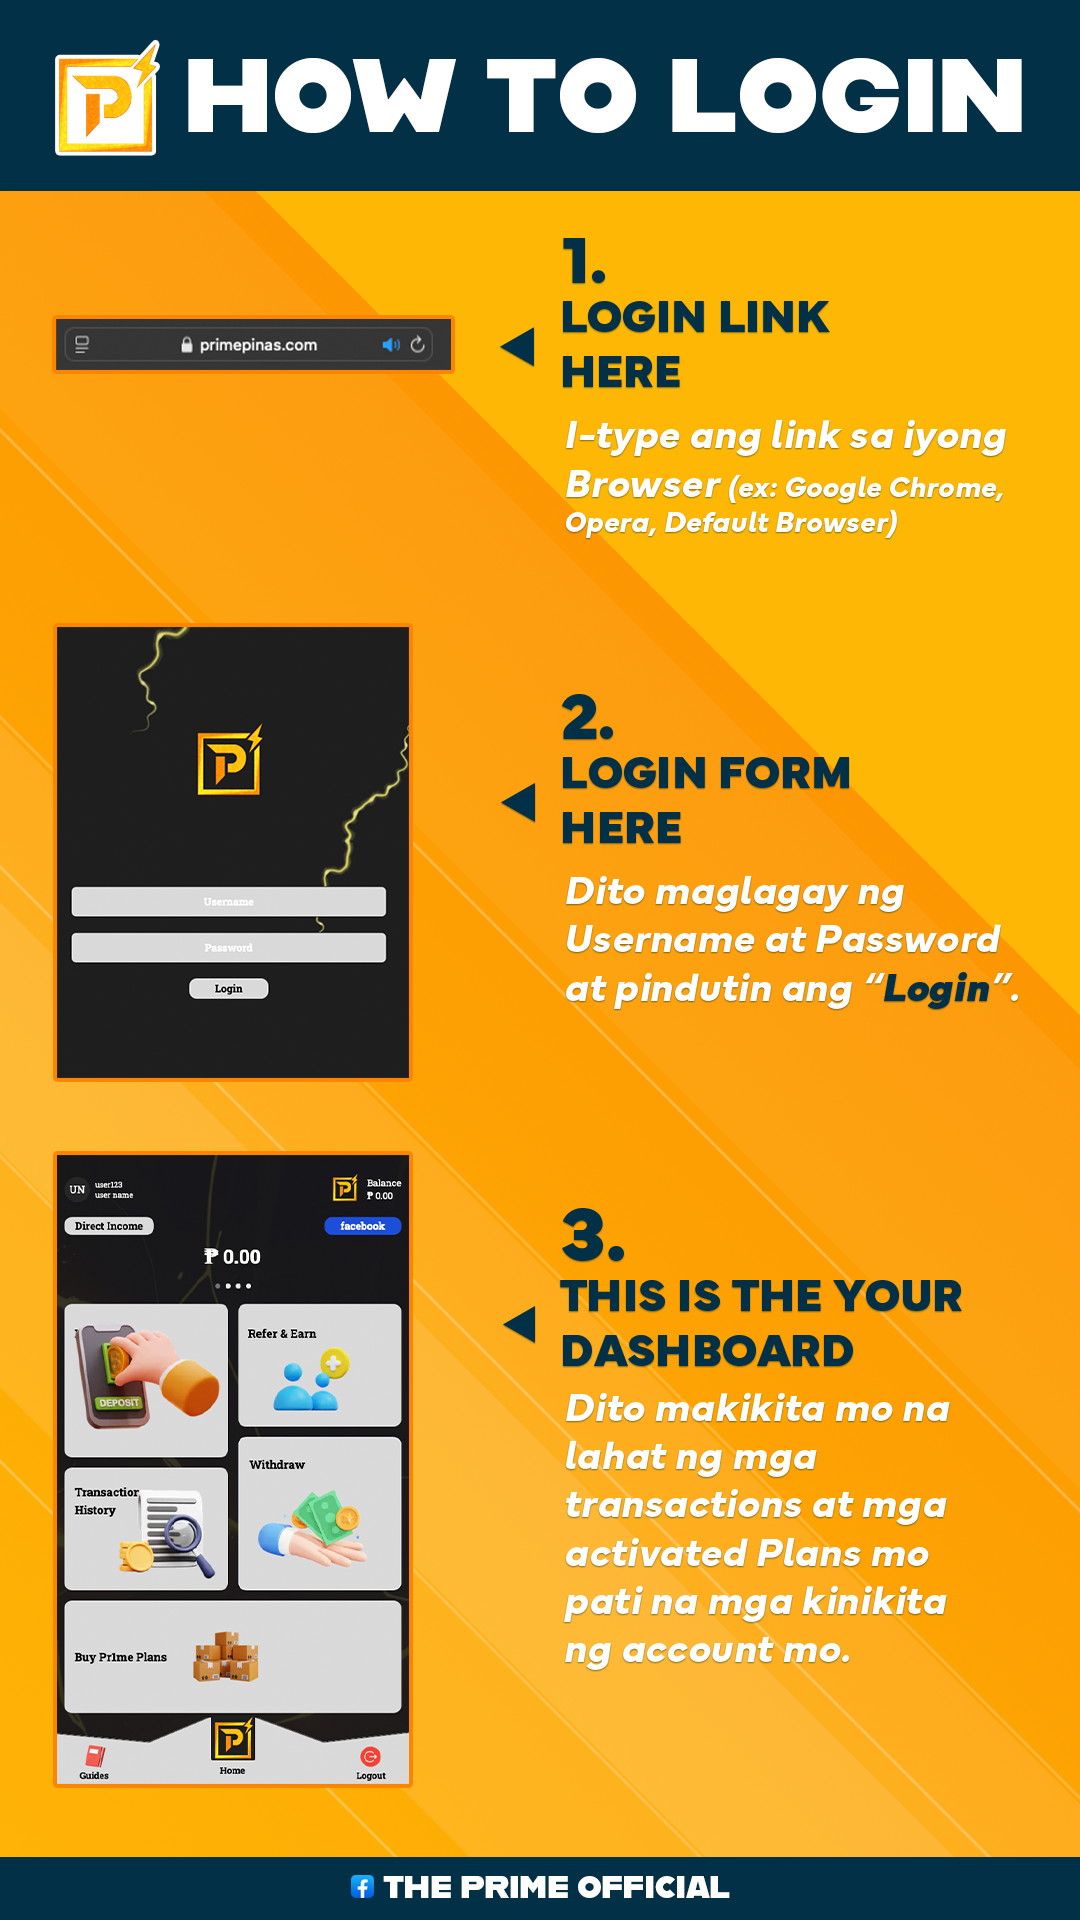 P
HOW TO LOGIN
1.
LOGIN LINK
HERE
primepinas.com
I-type ang link sa iyong
Browser (ex: Google Chrome,
Opera, Default Browser)
P
Username
Password
Login
2.
LOGIN FORM
HERE
Dito maglagay ng
Username at Password
at pindutin ang “Login”.
UN
user123
user name
P
Balance
₱ 0.00
Direct Income
facebook
₱ 0.00
DEPOSIT
Refer & Earn
Transaction
History
Withdraw
Buy Pr1me Plans
P
Guides
Home
Logout
3.
THIS IS THE YOUR
DASHBOARD
Dito makikita mo na
lahat ng mga
transactions at mga
activated Plans mo
pati na mga kinikita
ng account mo.
f THE PRIME OFFICIAL